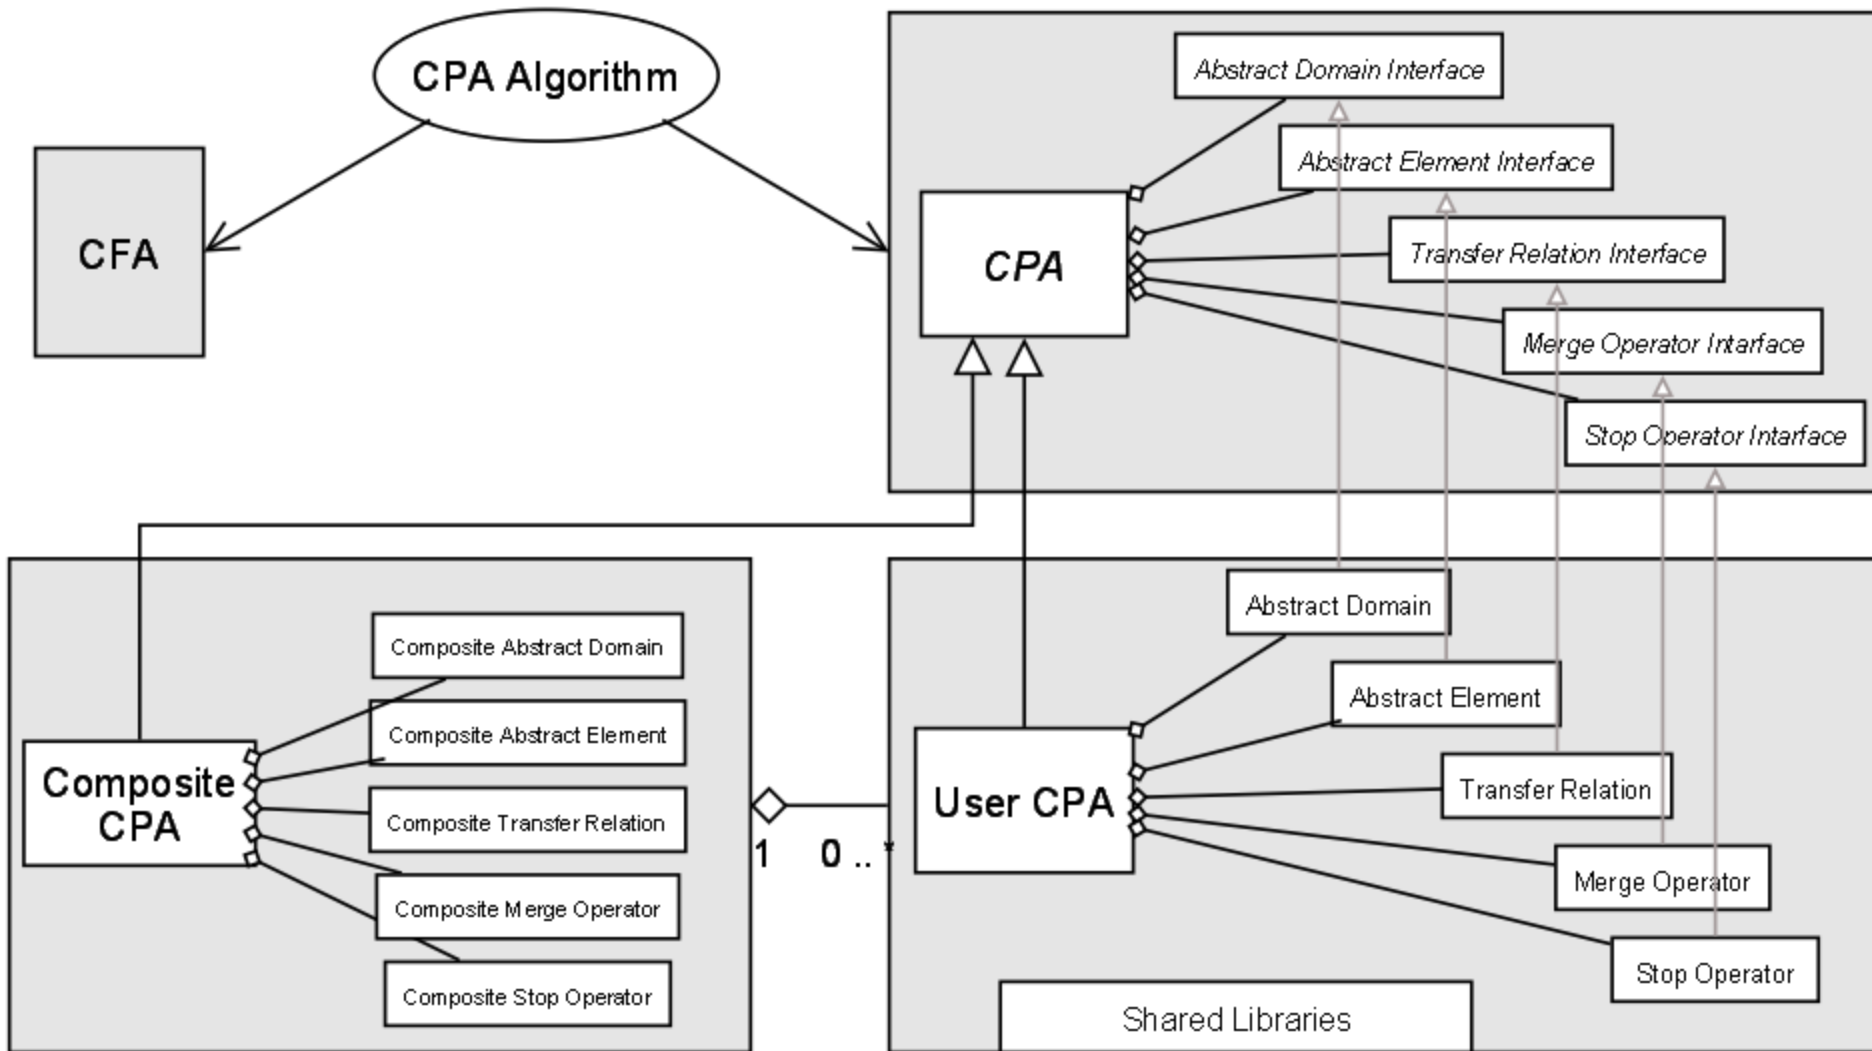 CPA Algorithm
CFA
Abstract Domain Interface
Abstract Element Interface
Transfer Relation Interface
Merge Operator Intarface
Stop Operator Intarface
CPA
Composite Abstract Domain
Composite Abstract Element
Composite Transfer Relation
Composite Merge Operator
Composite Stop Operator
Composite
CPA
1 0 .. *
Abstract Domain
Abstract Element
Transfer Relation
Merge Operator
Stop Operator
User CPA
Shared Libraries